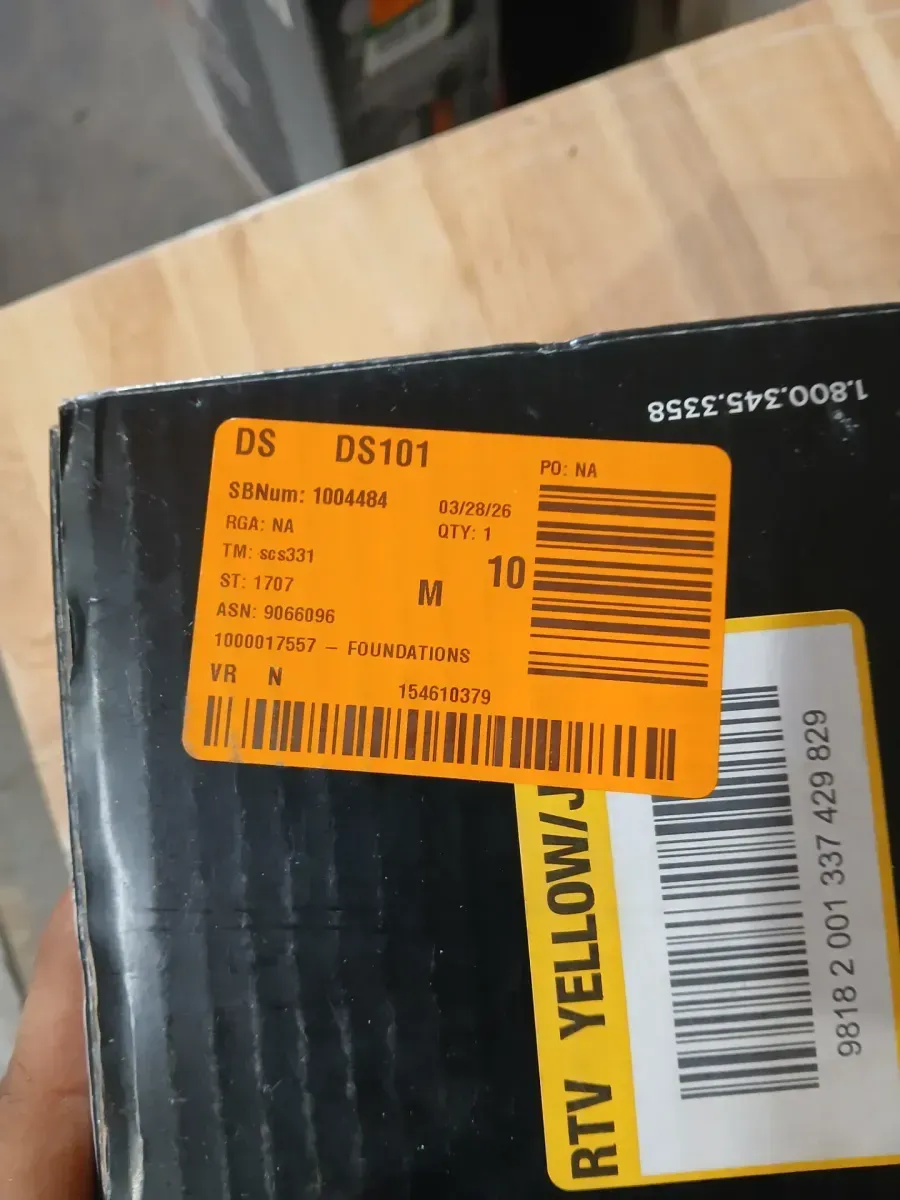 1.800.345.3358
DS DS101
PO: NA
SBNum: 1004484
03/28/26
RGA: NA
QTY: 1
TM: scs331
10
ST: 1707
M
ASN: 9066096
1000017557 – FOUNDATIONS
VR N
154610379
RTV YELLOW/J
9818 2 001 337 429 829